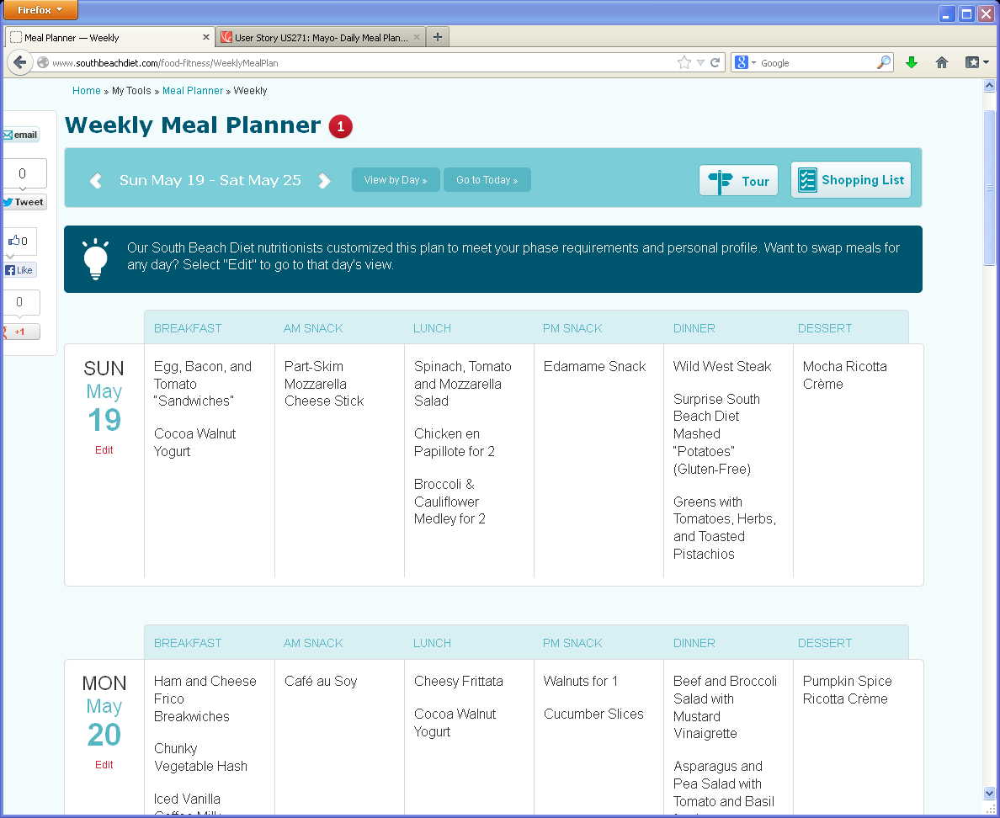 Firefox
Meal Planner — Weekly
User Story US271: Mayo- Daily Meal Plan...
www.southbeachdiet.com/food-fitness/WeeklyMealPlan
Google
Home » My Tools » Meal Planner » Weekly
Weekly Meal Planner 1
email
0
Tweet
0
Like
0
+1
Sun May 19 - Sat May 25
View by Day »
Go to Today »
Tour
Shopping List
Our South Beach Diet nutritionists customized this plan to meet your phase requirements and personal profile. Want to swap meals for
any day? Select "Edit" to go to that day's view.
BREAKFAST AM SNACK LUNCH PM SNACK DINNER DESSERT
SUN
May
19
Edit
Egg, Bacon, and
Tomato
“Sandwiches”
Cocoa Walnut
Yogurt
Part-Skim
Mozzarella
Cheese Stick
Spinach, Tomato
and Mozzarella
Salad
Chicken en
Papillote for 2
Broccoli &
Cauliflower
Medley for 2
Edamame Snack
Wild West Steak
Surprise South
Beach Diet
Mashed
“Potatoes”
(Gluten-Free)
Greens with
Tomatoes, Herbs,
and Toasted
Pistachios
Mocha Ricotta
Crème
BREAKFAST AM SNACK LUNCH PM SNACK DINNER DESSERT
MON
May
20
Edit
Ham and Cheese
Frico
Breakwiches
Chunky
Vegetable Hash
Iced Vanilla
Coffee Milk
Café au Soy
Cheesy Frittata
Cocoa Walnut
Yogurt
Walnuts for 1
Cucumber Slices
Beef and Broccoli
Salad with
Mustard
Vinaigrette
Asparagus and
Pea Salad with
Tomato and Basil
Pumpkin Spice
Ricotta Crème